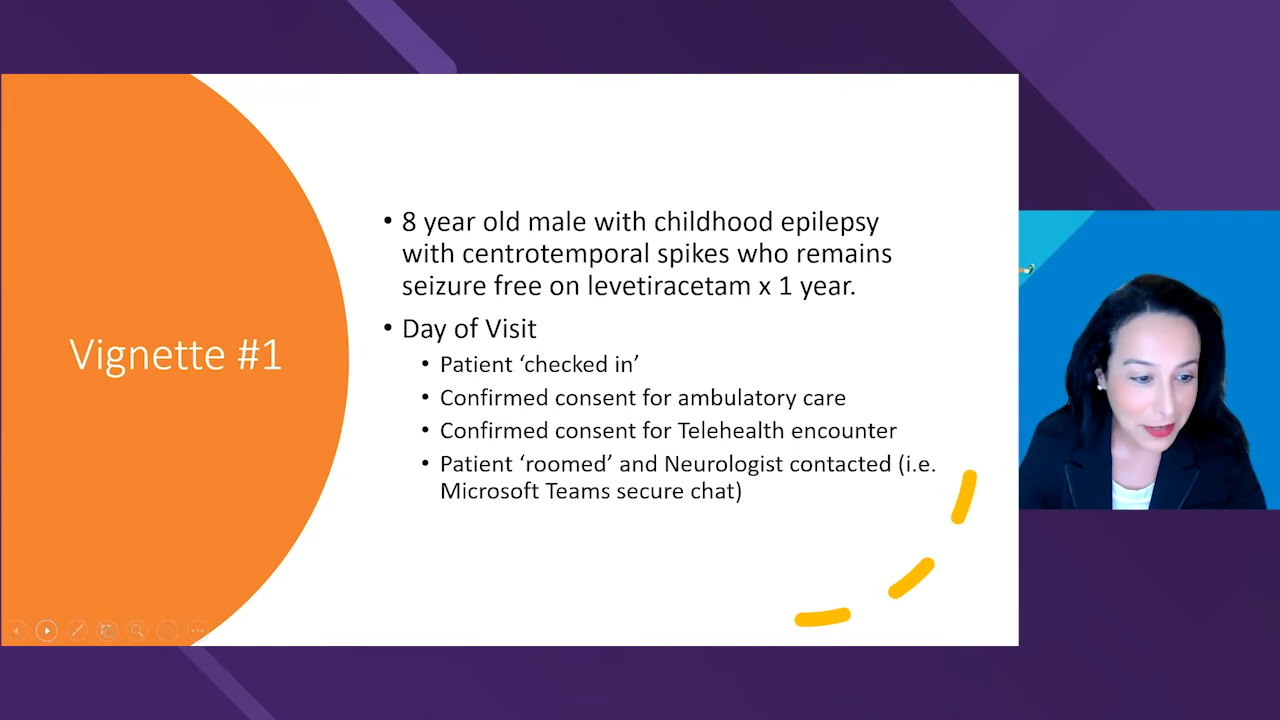 Vignette #1
• 8 year old male with childhood epilepsy
with centrotemporal spikes who remains
seizure free on levetiracetam x 1 year.
• Day of Visit
• Patient ‘checked in’
• Confirmed consent for ambulatory care
• Confirmed consent for Telehealth encounter
• Patient ‘roomed’ and Neurologist contacted (i.e.
Microsoft Teams secure chat)